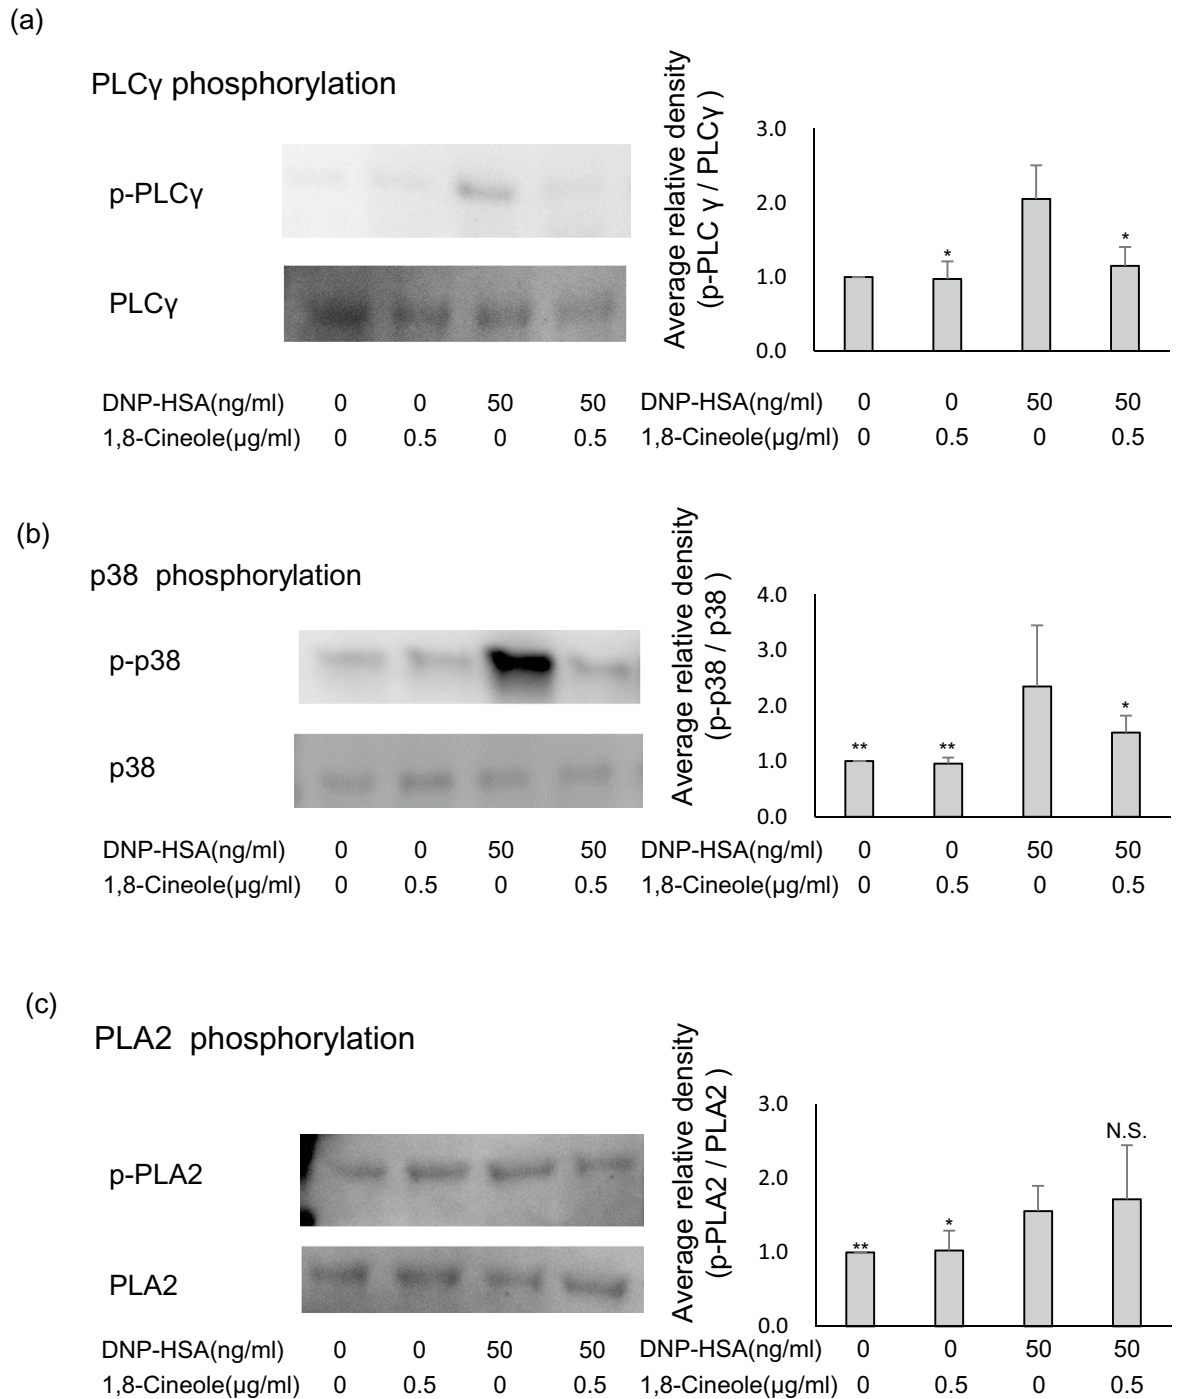 (a)
PLCγ phosphorylation
p-PLCγ
PLCγ
DNP-HSA(ng/ml) 0 0 50 50
1,8-Cineole(μg/ml) 0 0.5 0 0.5
Average relative density
(p-PLC γ / PLCγ )
3.0
2.0
1.0
0.0
*
*
DNP-HSA(ng/ml) 0 0 50 50
1,8-Cineole(μg/ml) 0 0.5 0 0.5
(b)
p38 phosphorylation
p-p38
p38
DNP-HSA(ng/ml) 0 0 50 50
1,8-Cineole(μg/ml) 0 0.5 0 0.5
Average relative density
(p-p38 / p38 )
4.0
3.0
2.0
1.0
0.0
**
**
*
DNP-HSA(ng/ml) 0 0 50 50
1,8-Cineole(μg/ml) 0 0.5 0 0.5
(c)
PLA2 phosphorylation
p-PLA2
PLA2
DNP-HSA(ng/ml) 0 0 50 50
1,8-Cineole(μg/ml) 0 0.5 0 0.5
Average relative density
(p-PLA2 / PLA2 )
3.0
2.0
1.0
0.0
**
*
N.S.
DNP-HSA(ng/ml) 0 0 50 50
1,8-Cineole(μg/ml) 0 0.5 0 0.5